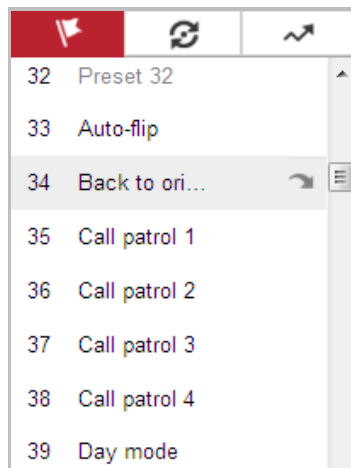 32 Preset 32
33 Auto-flip
34 Back to ori...
35 Call patrol 1
36 Call patrol 2
37 Call patrol 3
38 Call patrol 4
39 Day mode